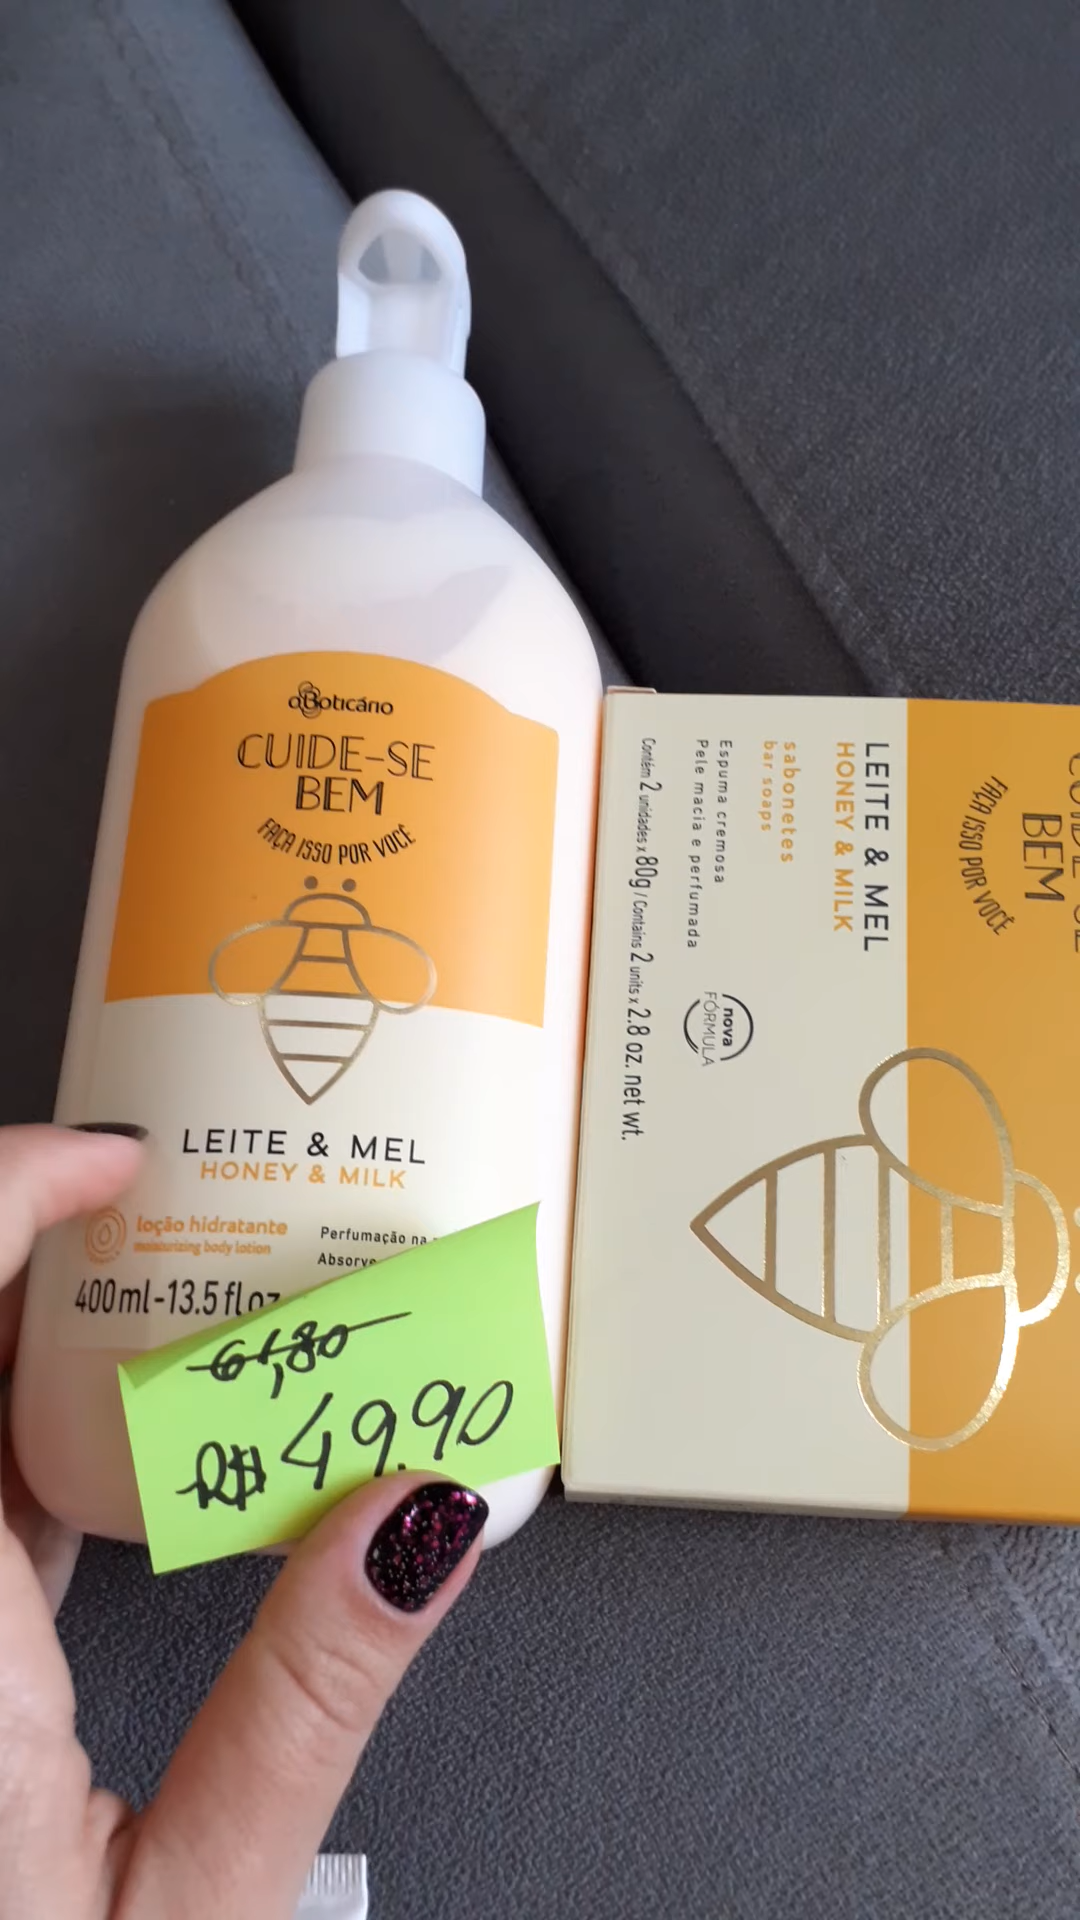 oBoticário
CUIDE-SE
BEM
FAÇA ISSO POR VOCÊ
LEITE & MEL
HONEY & MILK
loção hidratante
moisturizing body lotion
Perfumação na
Absorve
400ml-13.5 fl oz
61,80
R$ 49,90
BEM
FAÇA ISSO POR VOCÊ
LEITE & MEL
HONEY & MILK
sabonetes
bar soaps
Espuma cremosa
Pele macia e perfumada
nova
FÓRMULA
Contém 2 unidades x 80g / Contains 2 units x 2.8 oz. net wt.